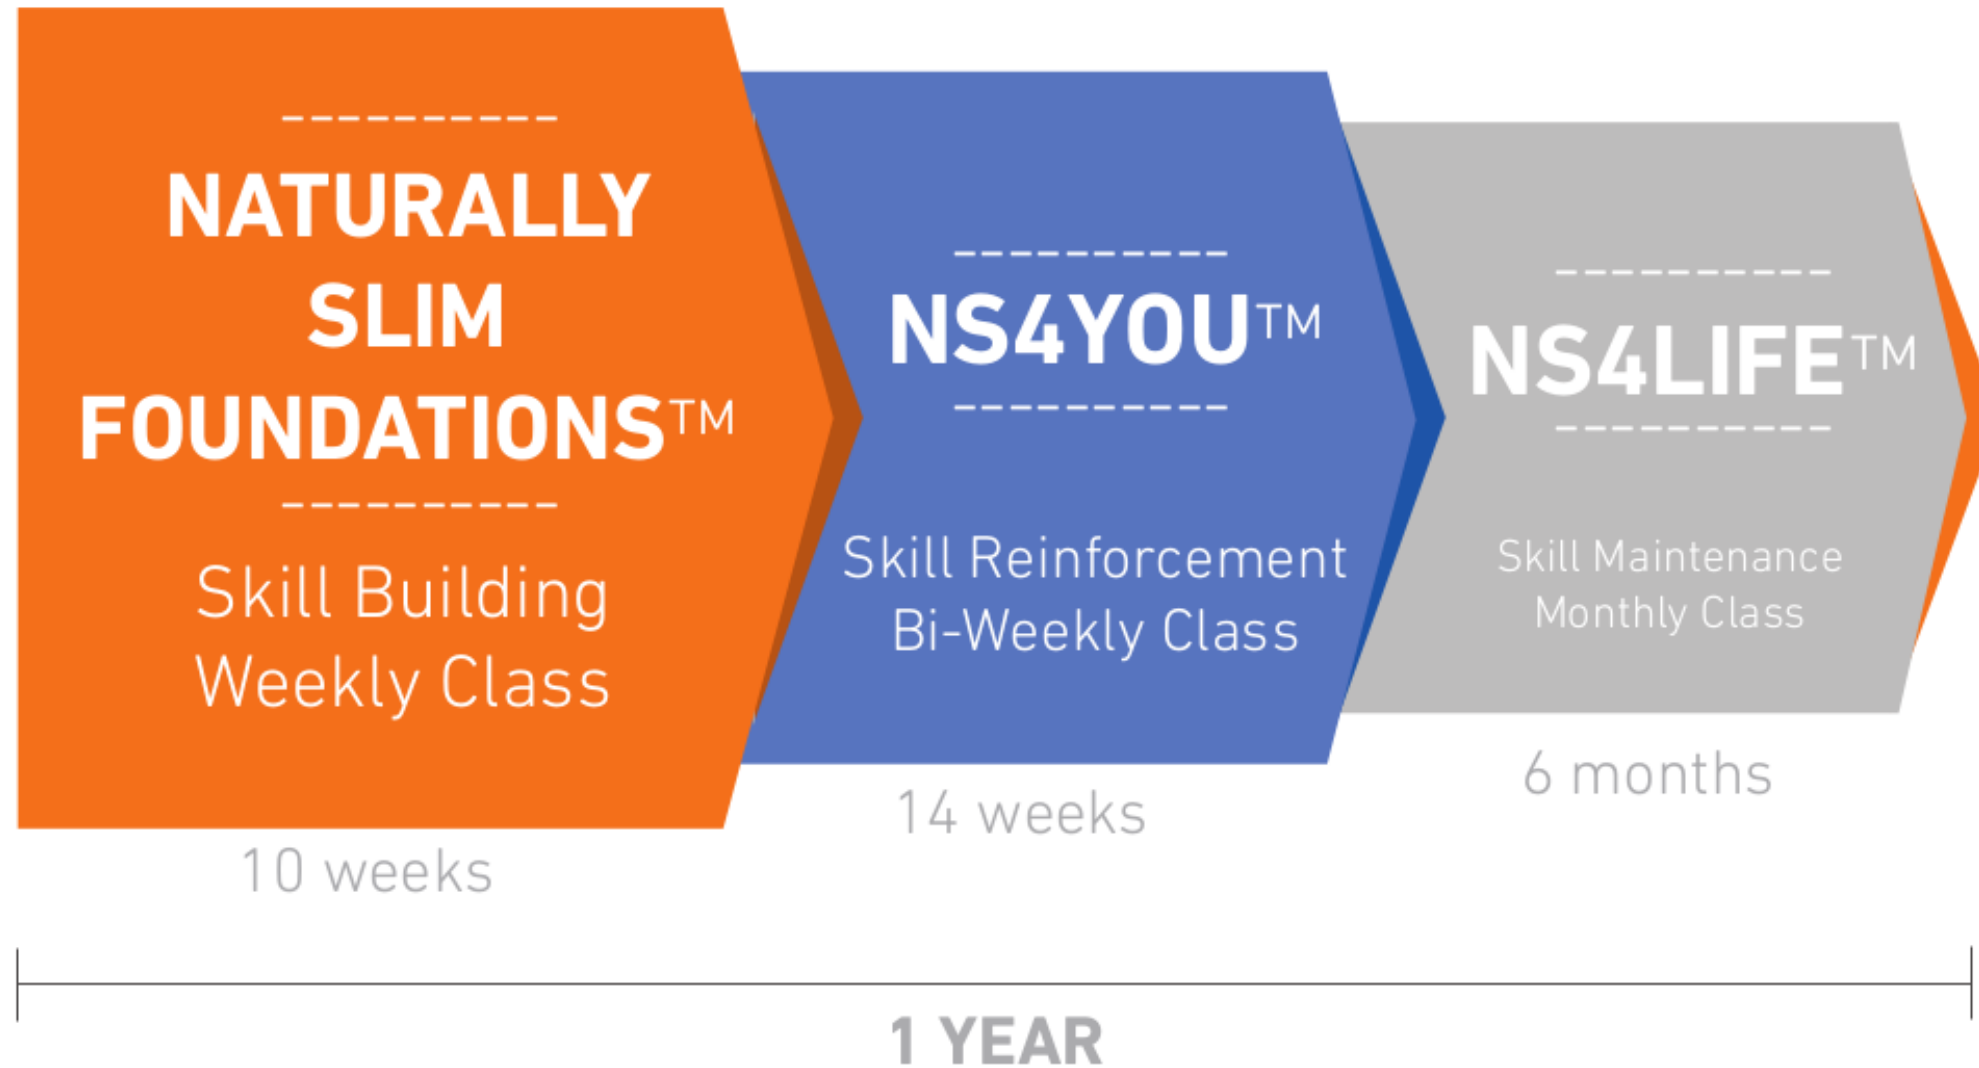 NATURALLY
SLIM
FOUNDATIONS™
Skill Building
Weekly Class
10 weeks
NS4YOU™
Skill Reinforcement
Bi-Weekly Class
14 weeks
NS4LIFE™
Skill Maintenance
Monthly Class
6 months
1 YEAR